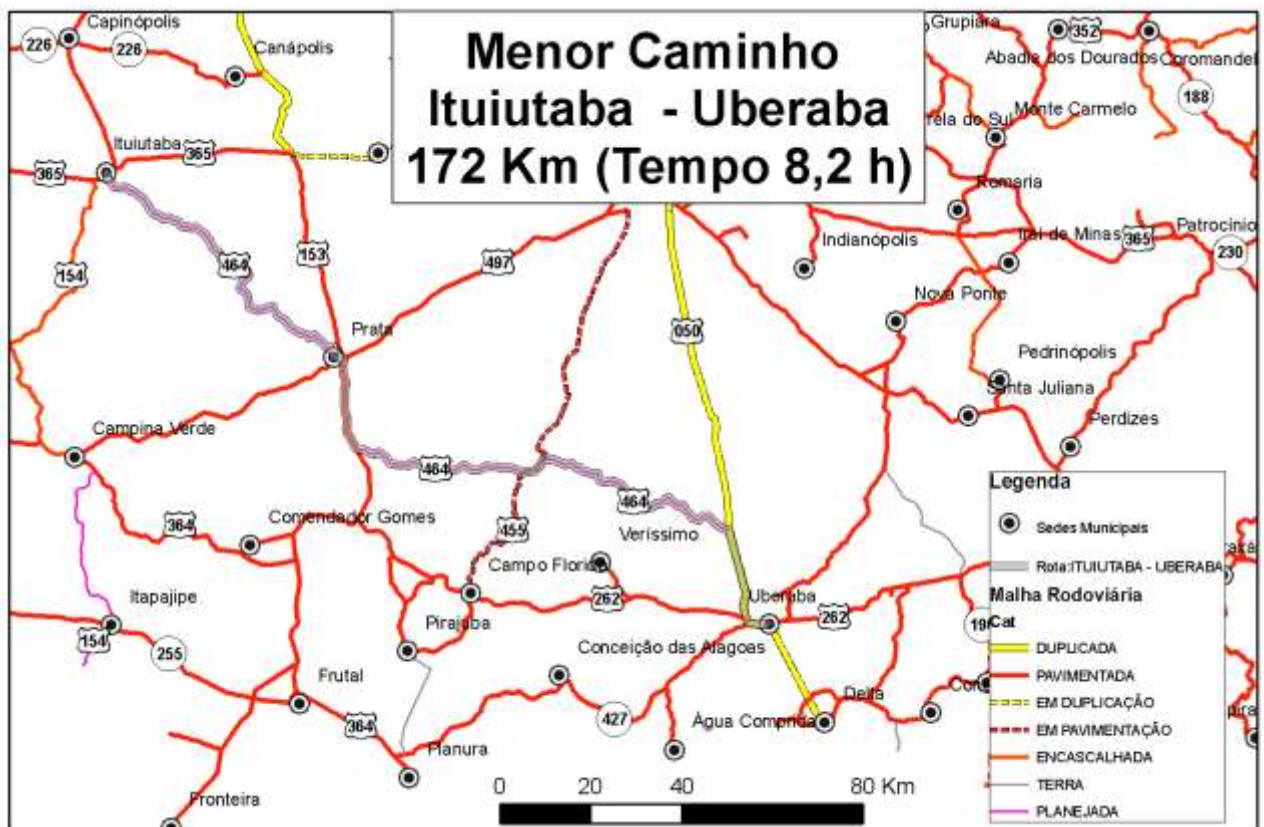 Menor Caminho
Ituiutaba - Uberaba
172 Km (Tempo 8,2 h)
Capinópolis
226
226
Canápolis
Grupiara
352
Abadia dos Dourados
Coromandel
188
Monte Carmelo
rela do Sul
Ituiutaba
365
365
Romaria
Indianópolis
Iraí de Minas
365
Patrocínio
230
154
464
153
497
Nova Ponte
050
Prata
Pedrinópolis
Santa Juliana
Perdizes
Campina Verde
464
464
455
364
Comendador Gomes
Veríssimo
Campo Florido
262
Uberaba
262
190
Itapajipe
154
255
Pirajuba
Conceição das Alagoas
Frutal
364
427
Água Comprida
Delta
Planura
Fronteira
Legenda
Sedes Municipais
Rota:ITUIUTABA - UBERABA
Malha Rodoviária
Cat
DUPLICADA
PAVIMENTADA
EM DUPLICAÇÃO
EM PAVIMENTAÇÃO
ENCASCALHADA
TERRA
PLANEJADA
0 20 40 80 Km